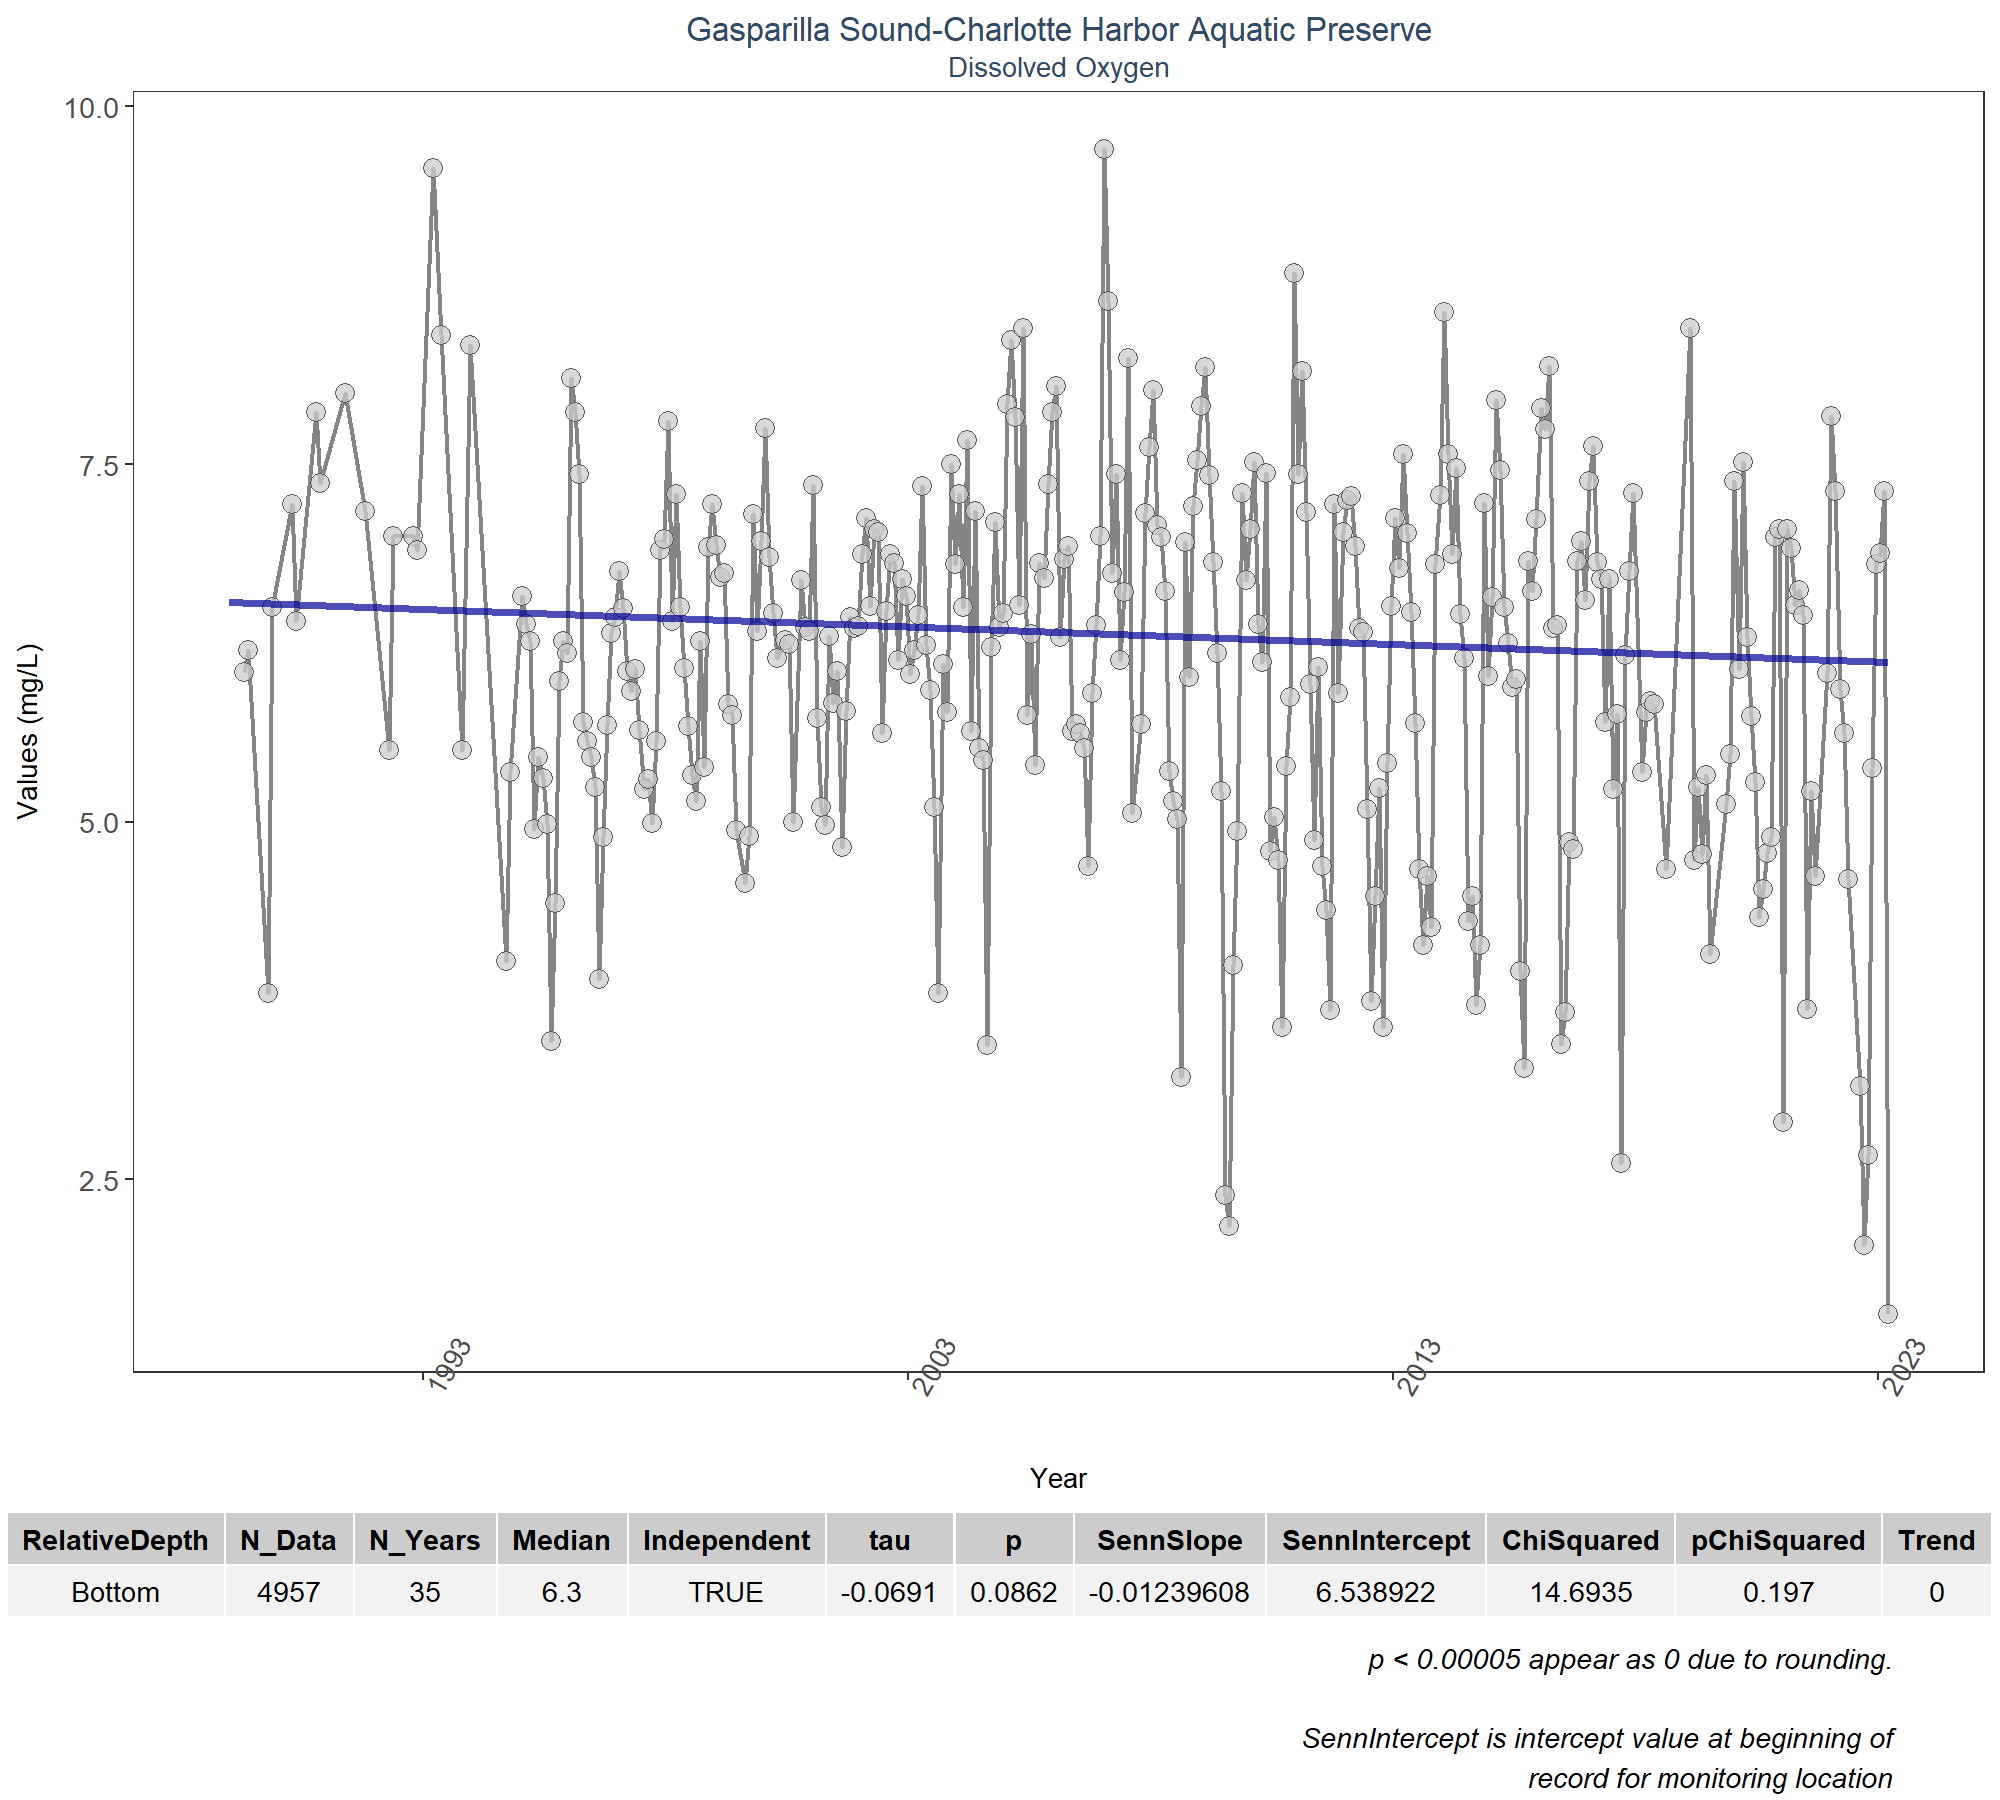 Gasparilla Sound-Charlotte Harbor Aquatic Preserve
Dissolved Oxygen
10.0
7.5
5.0
2.5
Values (mg/L)
1993
2003
2013
2023
Year
RelativeDepth N_Data N_Years Median Independent tau p SennSlope SennIntercept ChiSquared pChiSquared Trend
Bottom 4957 35 6.3 TRUE -0.0691 0.0862 -0.01239608 6.538922 14.6935 0.197 0
p < 0.00005 appear as 0 due to rounding.
SennIntercept is intercept value at beginning of
record for monitoring location